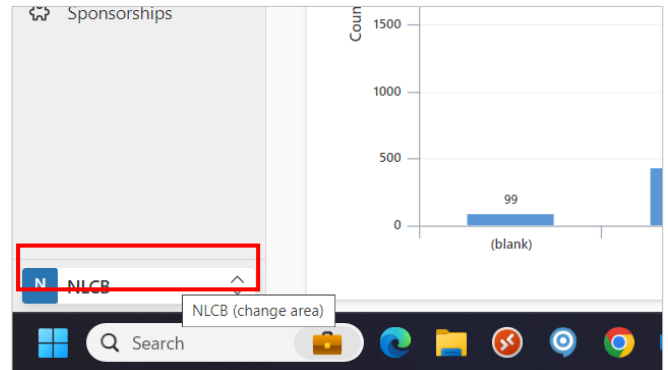 Sponsorships
Coun
1500
1000
500
0
99
(blank)
N NLCB
NLCB (change area)
Search